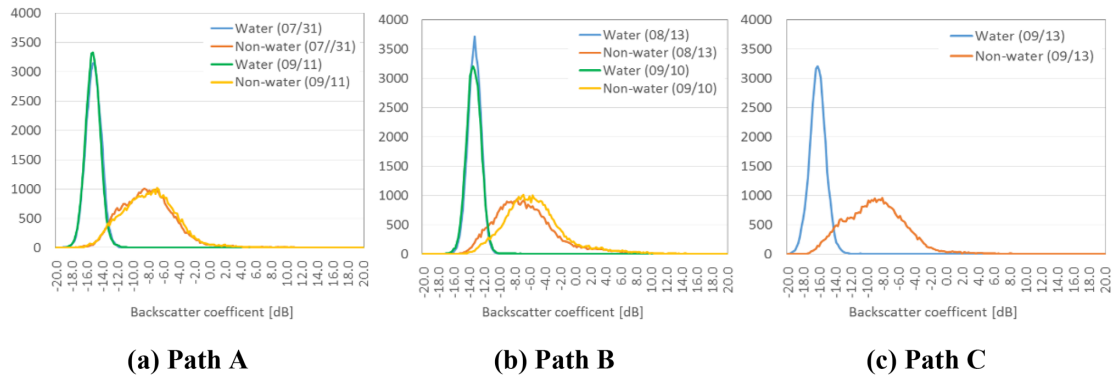 4000
3500
3000
2500
2000
1500
1000
500
0
Water (07/31)
Non-water (07//31)
Water (09/11)
Non-water (09/11)
-20.0 -18.0 -16.0 -14.0 -12.0 -10.0 -8.0 -6.0 -4.0 -2.0 0.0 2.0 4.0 6.0 8.0 10.0 12.0 14.0 16.0 18.0 20.0
Backscatter coefficent [dB]
(a) Path A
4000
3500
3000
2500
2000
1500
1000
500
0
Water (08/13)
Non-water (08/13)
Water (09/10)
Non-water (09/10)
-20.0 -18.0 -16.0 -14.0 -12.0 -10.0 -8.0 -6.0 -4.0 -2.0 0.0 2.0 4.0 6.0 8.0 10.0 12.0 14.0 16.0 18.0 20.0
Backscatter coefficent [dB]
(b) Path B
4000
3500
3000
2500
2000
1500
1000
500
0
Water (09/13)
Non-water (09/13)
-20.0 -18.0 -16.0 -14.0 -12.0 -10.0 -8.0 -6.0 -4.0 -2.0 0.0 2.0 4.0 6.0 8.0 10.0 12.0 14.0 16.0 18.0 20.0
Backscatter coefficent [dB]
(c) Path C